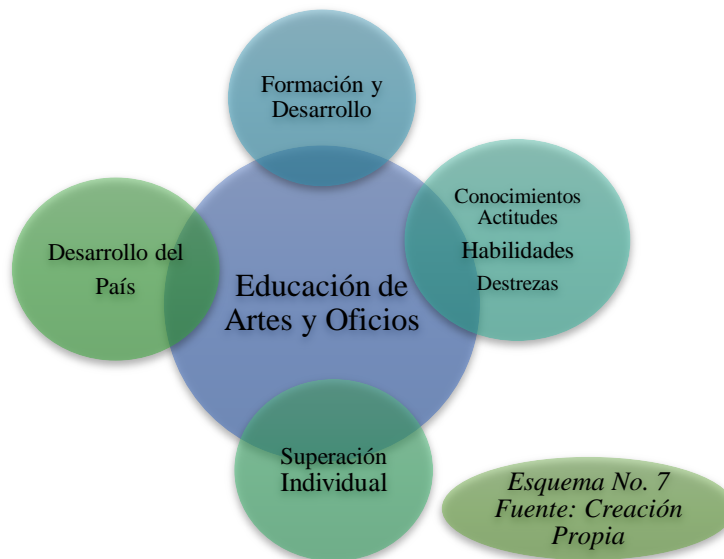 Formación y
Desarrollo
Conocimientos
Actitudes
Habilidades
Destrezas
Desarrollo del
País
Educación de
Artes y Oficios
Superación
Individual
Esquema No. 7
Fuente: Creación
Propia